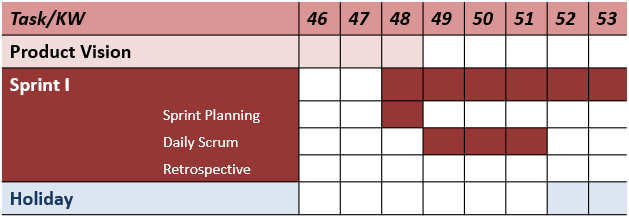 Task/KW 46 47 48 49 50 51 52 53
Product Vision
Sprint I
Sprint Planning
Daily Scrum
Retrospective
Holiday